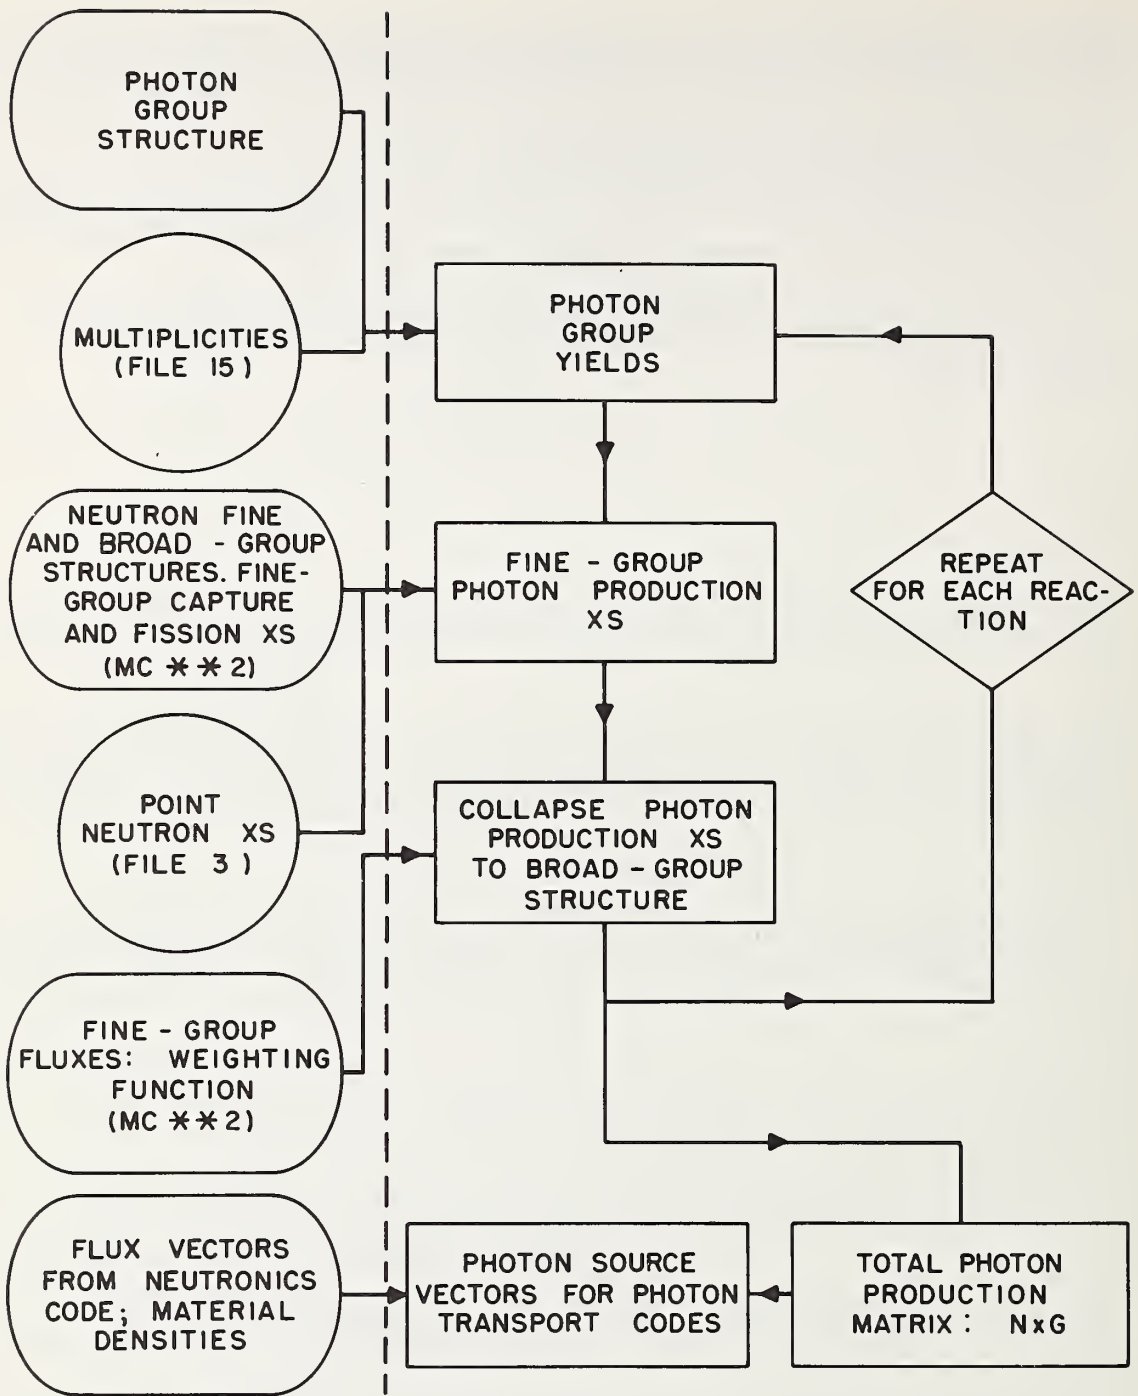 PHOTON
GROUP
STRUCTURE
MULTIPLICITIES
(FILE 15)
PHOTON
GROUP
YIELDS
NEUTRON FINE
AND BROAD - GROUP
STRUCTURES. FINE-
GROUP CAPTURE
AND FISSION XS
(MC * * 2)
FINE - GROUP
PHOTON PRODUCTION
XS
REPEAT
FOR EACH REAC-
TION
POINT
NEUTRON XS
(FILE 3)
COLLAPSE PHOTON
PRODUCTION XS
TO BROAD - GROUP
STRUCTURE
FINE - GROUP
FLUXES: WEIGHTING
FUNCTION
(MC * * 2)
FLUX VECTORS
FROM NEUTRONICS
CODE; MATERIAL
DENSITIES
PHOTON SOURCE
VECTORS FOR PHOTON
TRANSPORT CODES
TOTAL PHOTON
PRODUCTION
MATRIX: NxG